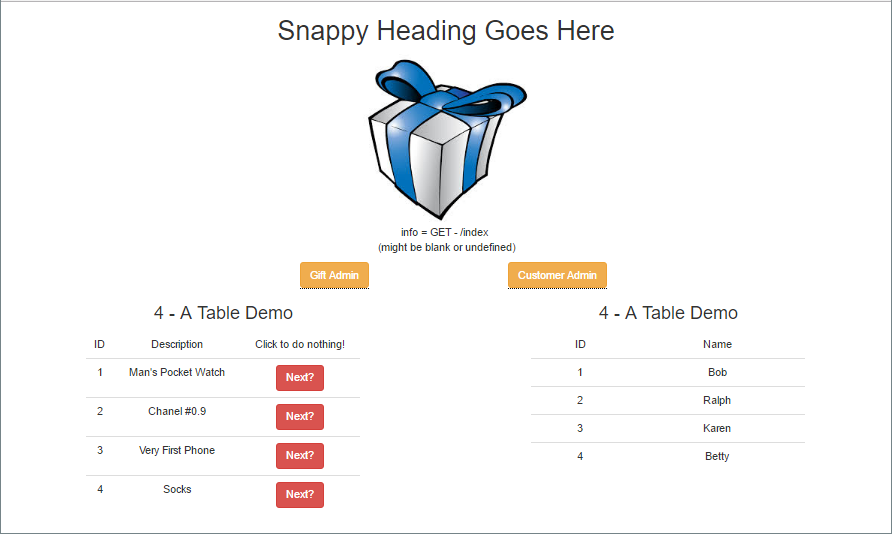 Snappy Heading Goes Here
info = GET - /index
(might be blank or undefined)
Gift Admin
Customer Admin
4 - A Table Demo
ID Description Click to do nothing!
1 Man's Pocket Watch Next?
2 Chanel #0.9 Next?
3 Very First Phone Next?
4 Socks Next?
4 - A Table Demo
ID Name
1 Bob
2 Ralph
3 Karen
4 Betty